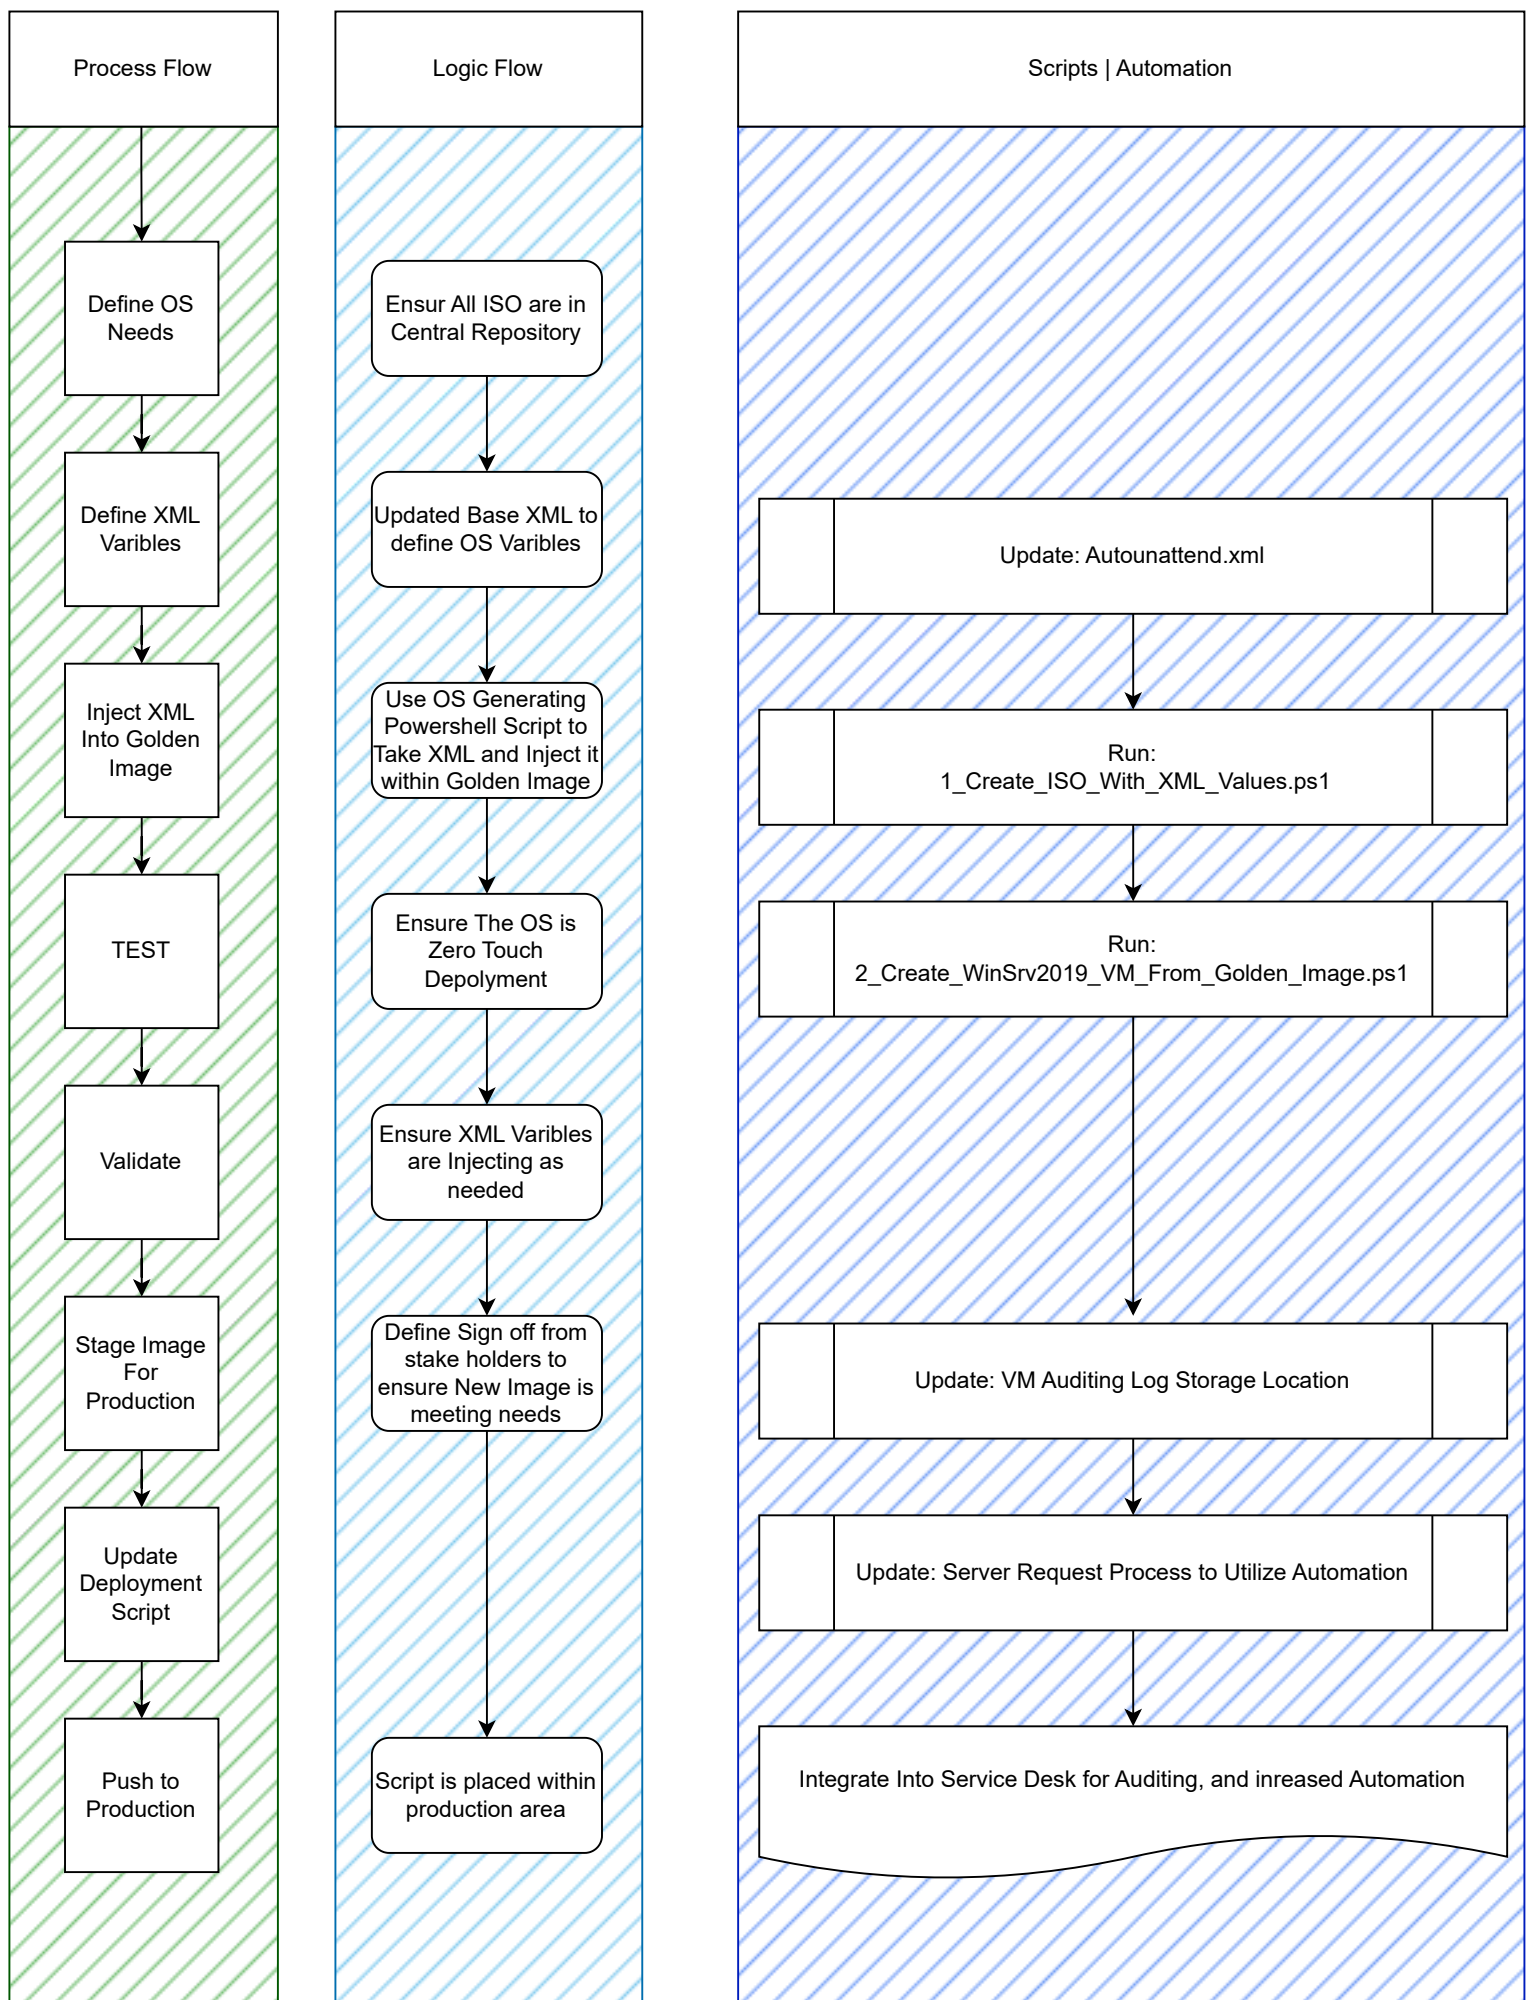 Process Flow
Define OS
Needs
Define XML
Varibles
Inject XML
Into Golden
Image
TEST
Validate
Stage Image
For
Production
Update
Deployment
Script
Push to
Production
Logic Flow
Ensur All ISO are in
Central Repository
Updated Base XML to
define OS Varibles
Use OS Generating
Powershell Script to
Take XML and Inject it
within Golden Image
Ensure The OS is
Zero Touch
Depolyment
Ensure XML Varibles
are Injecting as
needed
Define Sign off from
stake holders to
ensure New Image is
meeting needs
Script is placed within
production area
Scripts | Automation
Update: Autounattend.xml
Run:
1_Create_ISO_With_XML_Values.ps1
Run:
2_Create_WinSrv2019_VM_From_Golden_Image.ps1
Update: VM Auditing Log Storage Location
Update: Server Request Process to Utilize Automation
Integrate Into Service Desk for Auditing, and inreased Automation